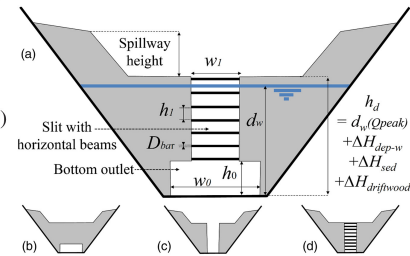 (a)
Spillway
height
w1
h1
Slit with
horizontal beams
Dbar
Bottom outlet
w0
h0
dw
hd
= dw(Qpeak)
+ΔHdep-w
+ΔHsed
+ΔHdriftwood
)
(b)
(c)
(d)